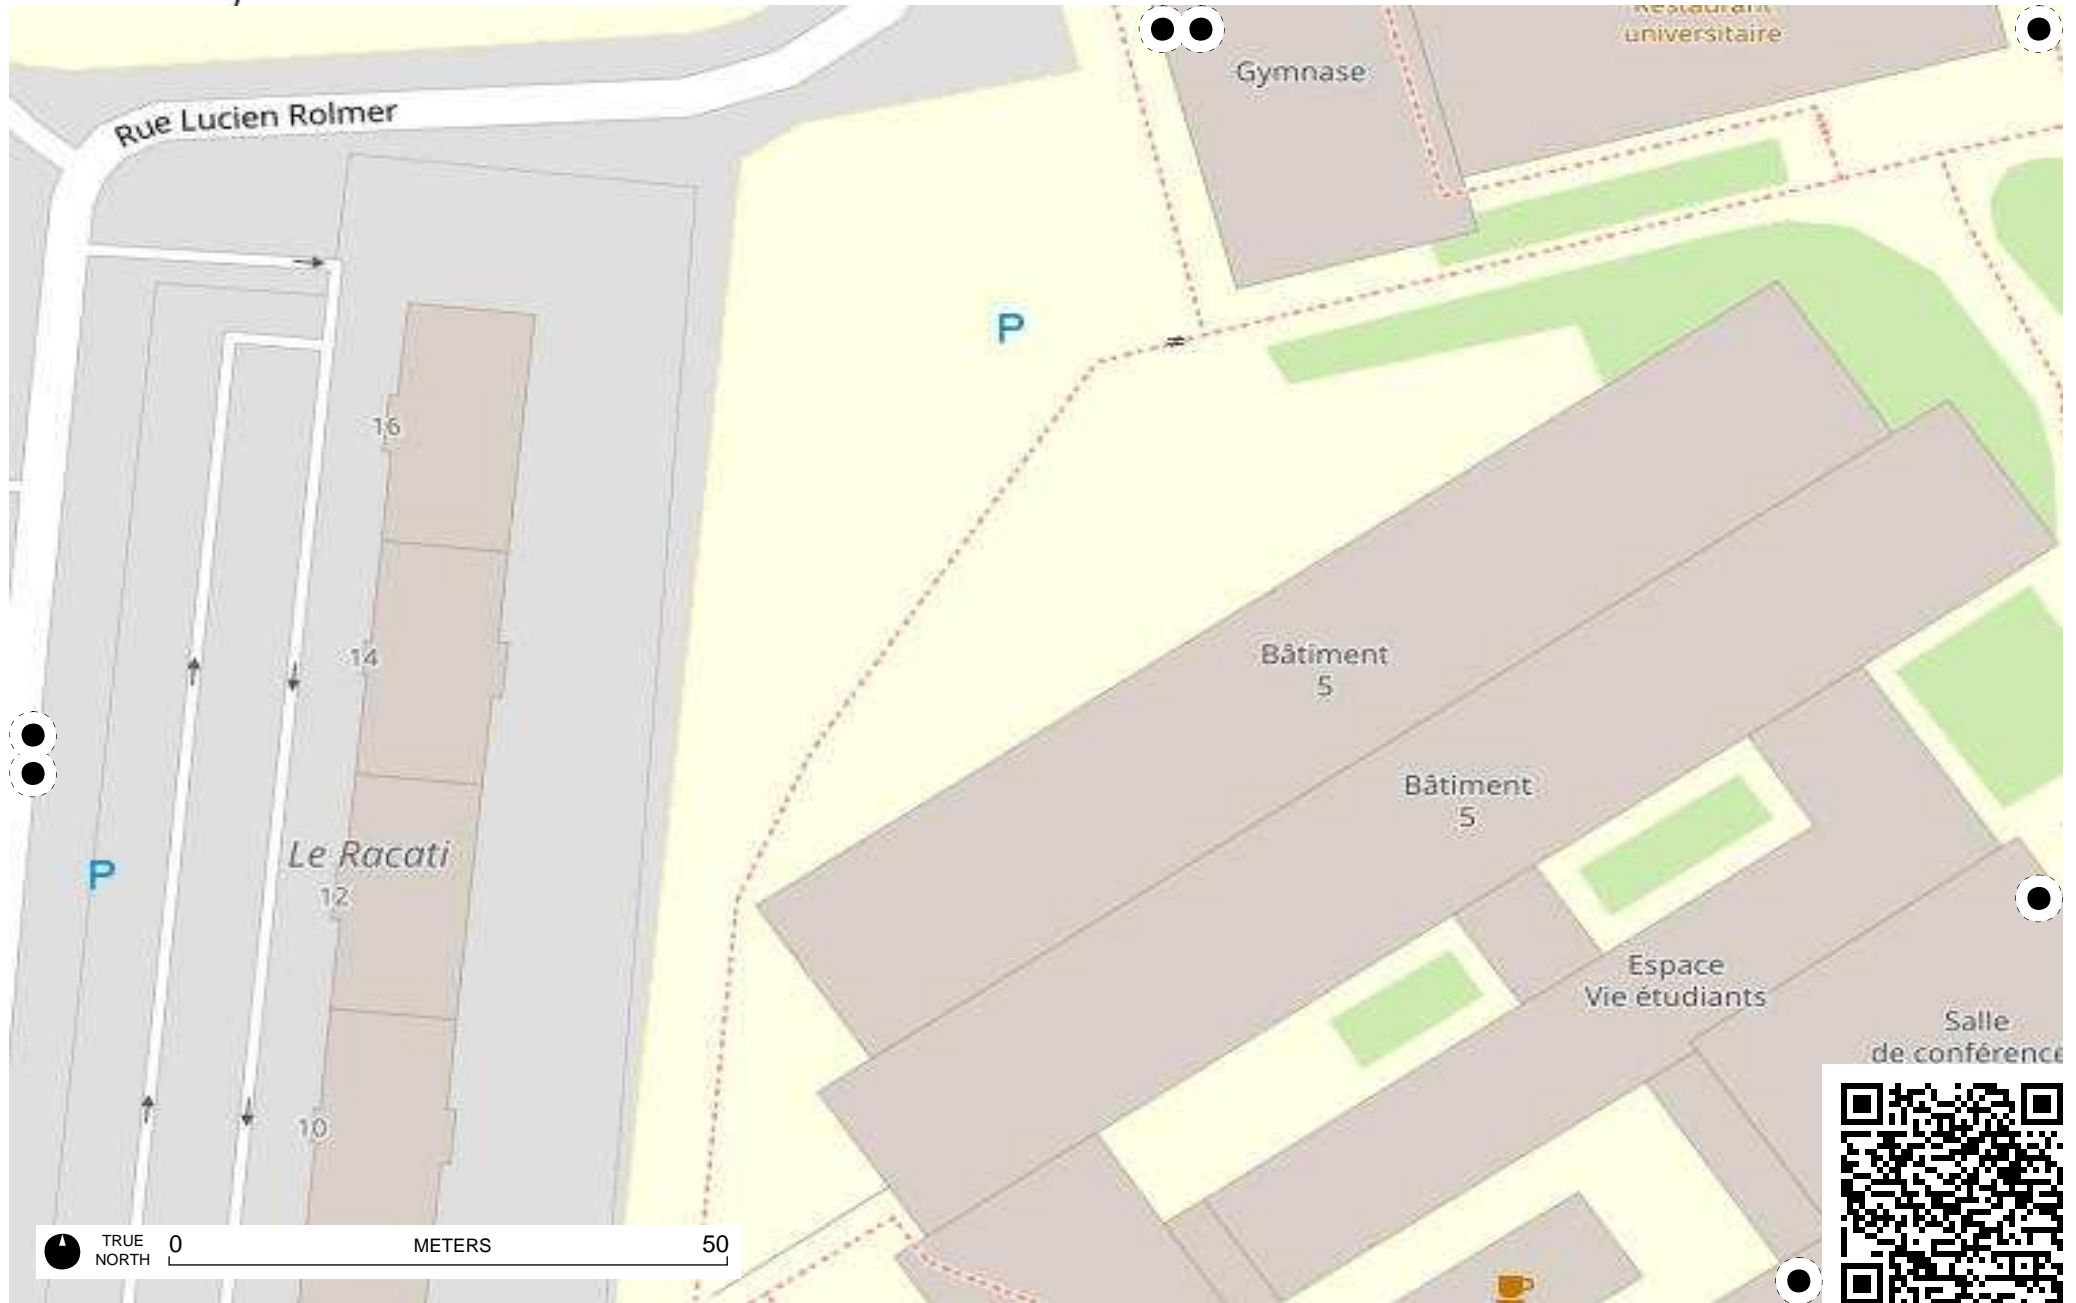 Restaurant
universitaire
Gymnase
Rue Lucien Rolmer
P
16
14
Bâtiment
5
Bâtiment
5
Le Racati
P
12
Espace
Vie étudiants
Salle
de conférence
10
TRUE
NORTH
0
METERS
50